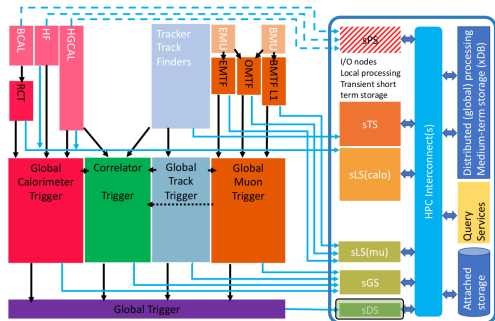 BCAL
HF
HGCAL
Tracker
Track
Finders
EMU
BMU
EMTF
OMTF
BMTF L1
RCT
sPS
I/O nodes
Local processing
Transient short
term storage
sTS
sLS(calo)
sLS(mu)
sGS
sDS
HPC Interconnect(s)
Distributed (global) processing
Medium-term storage (xDB)
Query
Services
Attached
storage
Global
Calorimeter
Trigger
Correlator
Trigger
Global
Track
Trigger
Global
Muon
Trigger
Global Trigger